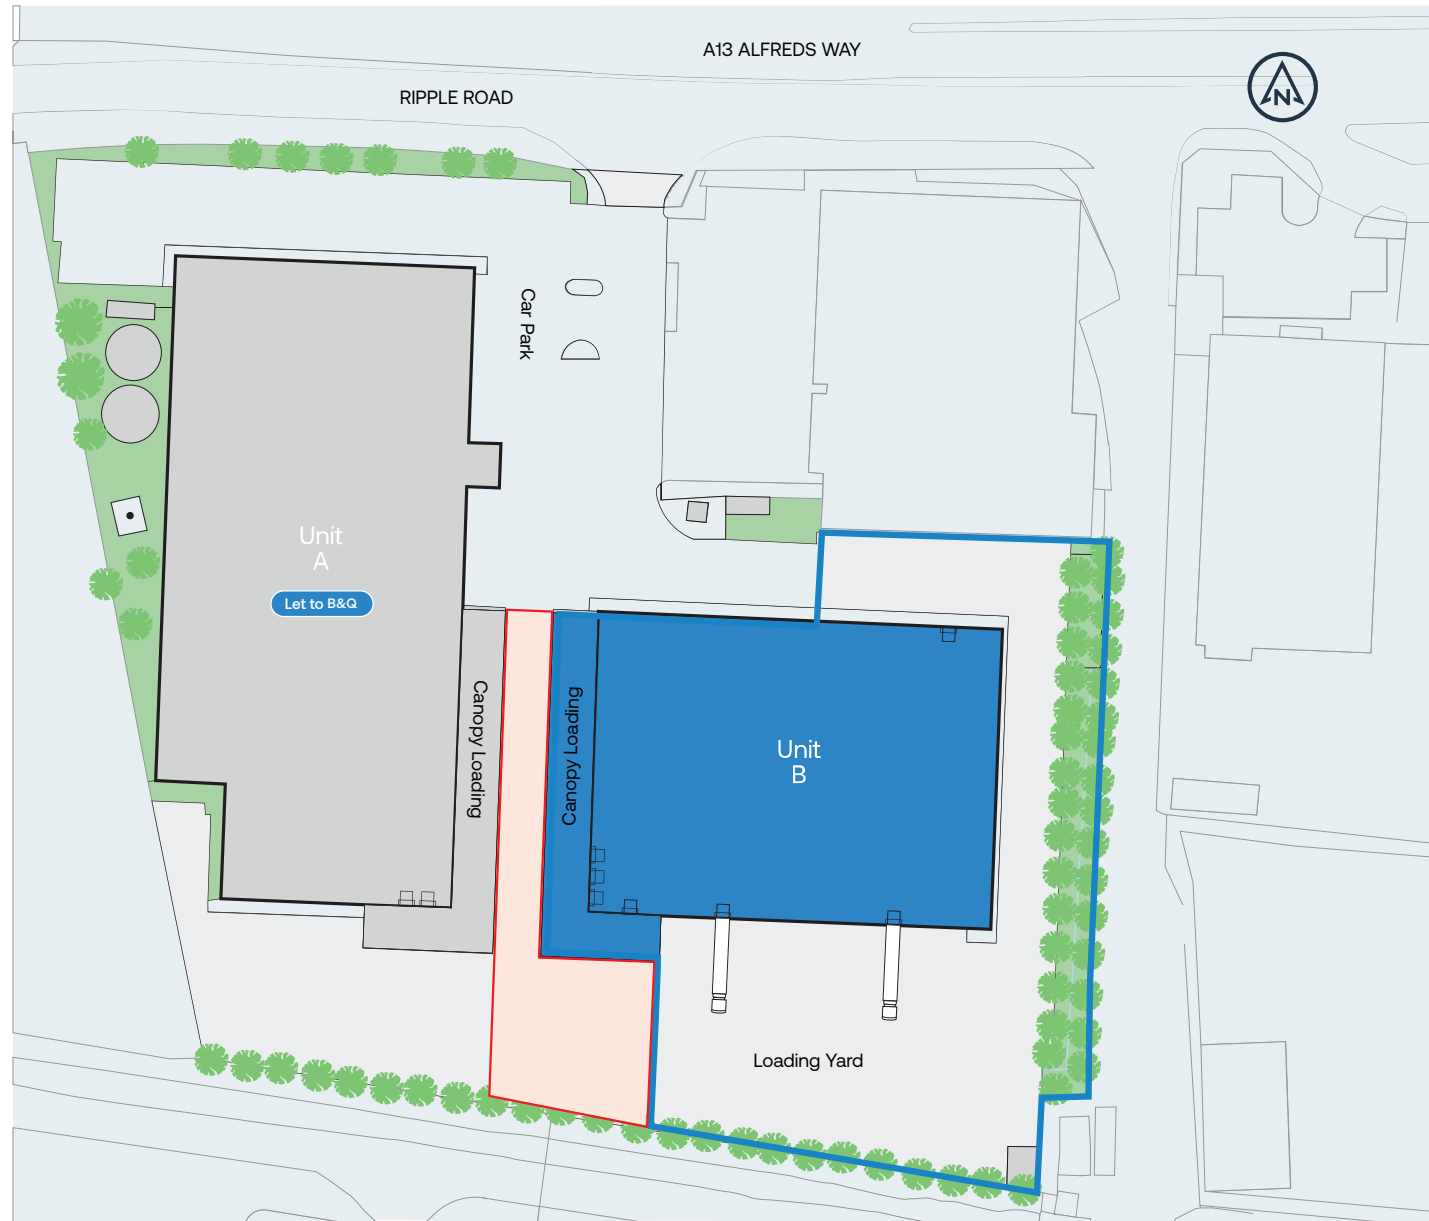 A13 ALFREDS WAY
RIPPLE ROAD
N
Car Park
Unit
A
Let to B&Q
Canopy Loading
Canopy Loading
Unit
B
Loading Yard